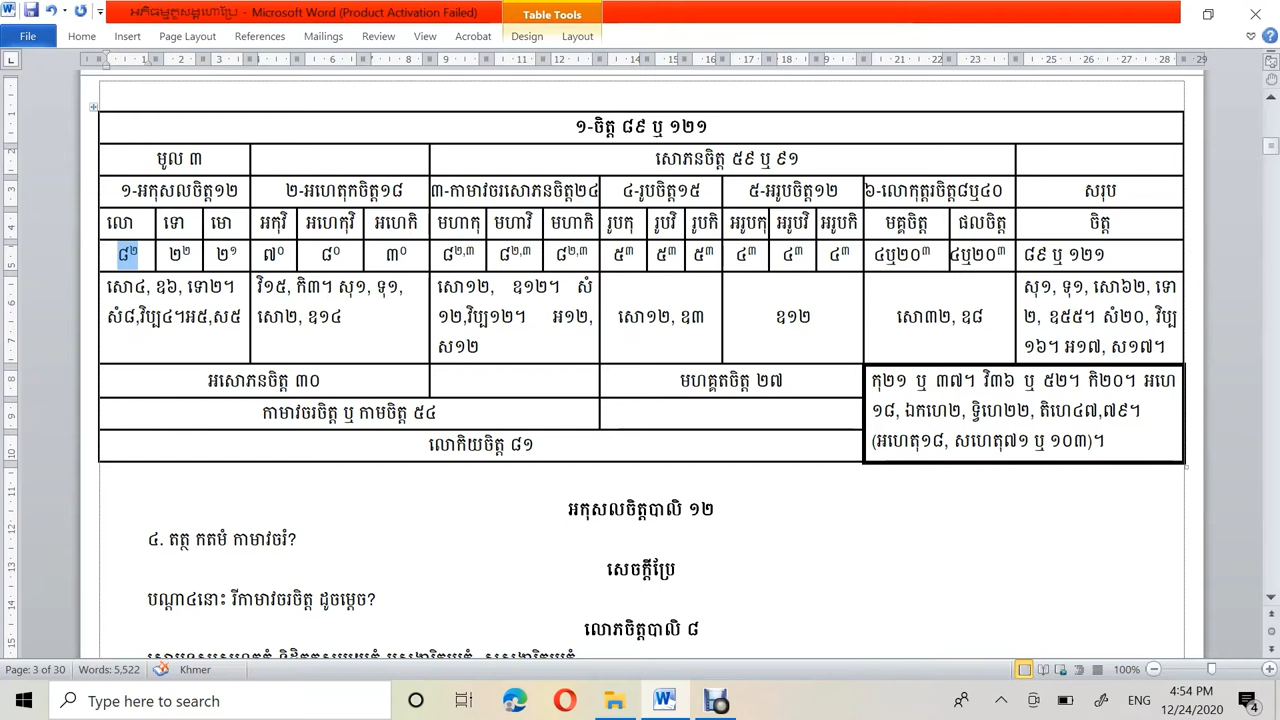 អភិធម្មត្ថសង្គហោប្រែ - Microsoft Word (Product Activation Failed)
Table Tools
File Home Insert Page Layout References Mailings Review View Acrobat Design Layout
១-ចិត្ត ៨៩ ឬ ១២១
មូល ៣ សោភនចិត្ត ៥៩ ឬ ៩១
១-អកុសលចិត្ត១២ ២-អហេតុកចិត្ត១៨ ៣-កាមាវចរសោភនចិត្ត២៤ ៤-រូបចិត្ត១៥ ៥-អរូបចិត្ត១២ ៦-លោកុត្តរចិត្ត៨ឬ៤០ សរុប
លោ ទោ មោ អកុវិ អហេកុវិ អហេតិ មហាកុ មហាវិ មហាតិ រូបកុ រូបវិ រូបកិ អរូបកុ អរូបវិ អរូបកិ មគ្គចិត្ត ផលចិត្ត ចិត្ត
៨២ ២២ ២១ ៧០ ៨០ ៣០ ៨២,៣ ៨២,៣ ៨២,៣ ៥៣ ៥៣ ៥៣ ៤៣ ៤៣ ៤៣ ៤ឬ២០៣ ៤ឬ២០៣ ៨៩ ឬ ១២១
សោ៤, ឧ៦, ទោ២។ វិ១៥, កិ៣។ សុ១, ទុ១, សោ១២, ឧ១២។ សំ សុ១, ទុ១, សោ៦២, ទោ
សំ៨,វិប្ប៤។អ៥,ស៥ សោ២, ឧ១៤ ១២,វិប្ប១២។ អ១២, សោ១២, ឧ៣ ឧ១២ សោ៣២, ឧ៨ ២, ឧ៥៥។ សំ២០, វិប្ប
ស១២ ១៦។ អ១៧, ស១៧។
អសោភនចិត្ត ៣០ មហគ្គតចិត្ត ២៧ កុ២១ ឬ ៣៧។ វិ៣៦ ឬ ៥២។ កិ២០។ អហេ
កាមាវចរចិត្ត ឬ កាមចិត្ត ៥៤ ១៨, ឯកហេ២, ទ្វិហេ២២, តិហេ៤៧,៧៩។
លោកិយចិត្ត ៨១ (អហេតុ១៨, សហេតុ៧១ ឬ ១០៣)។
អកុសលចិត្តបាលិ ១២
៤. តត្ថ កតមំ កាមាវចរំ?
សេចក្តីប្រែ
បណ្តា៤នោះ រីកាមាវចរចិត្ត ដូចម្តេច?
លោភចិត្តបាលិ ៨
Page: 3 of 30 Words: 5,522 Khmer 100%
Type here to search ENG 4:54 PM
12/24/2020 4